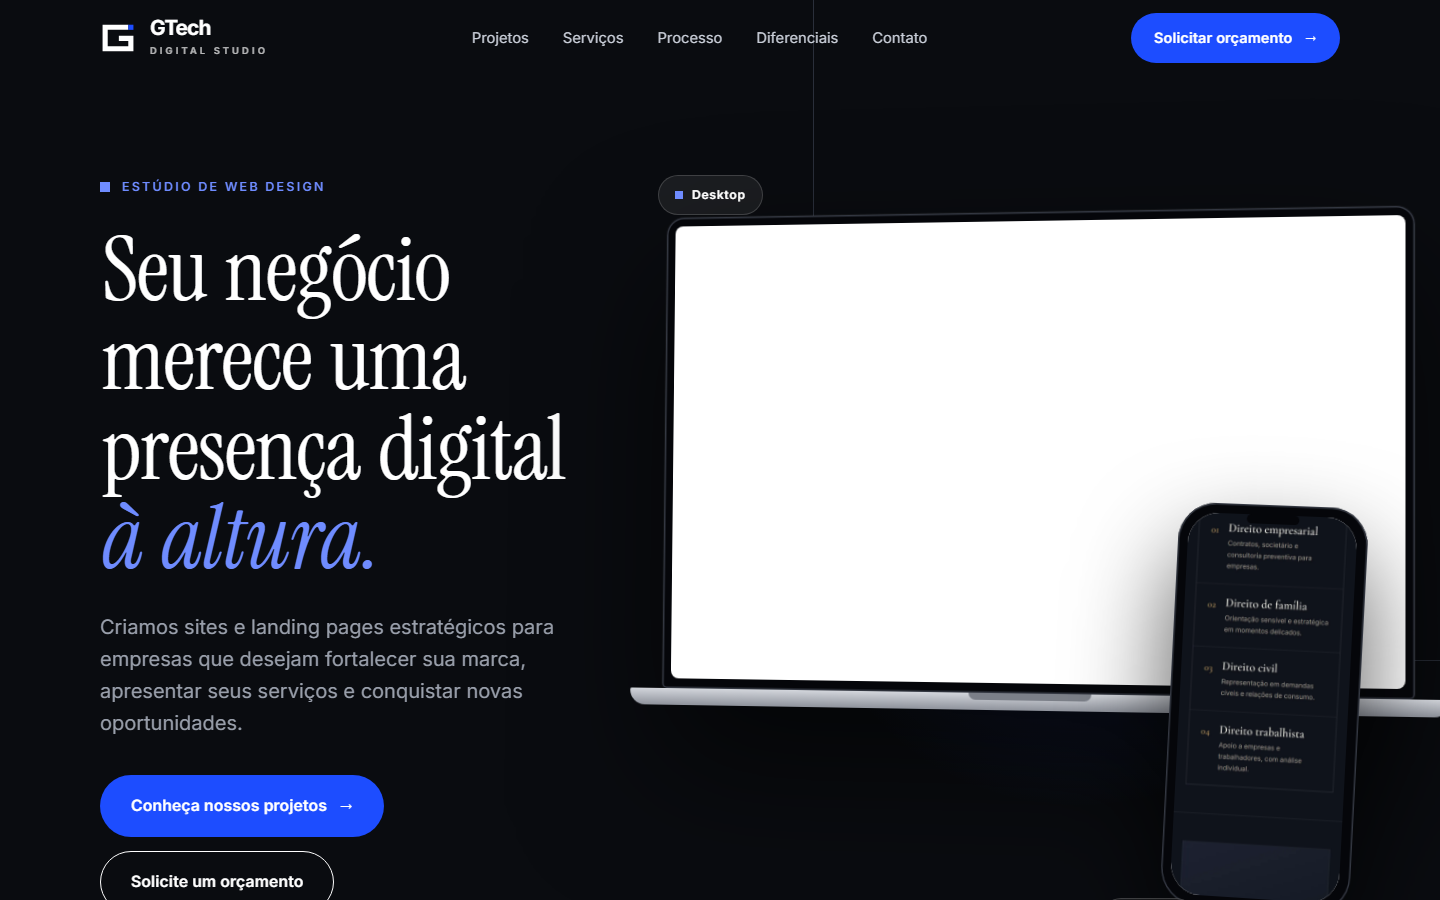 GTech
DIGITAL STUDIO
Projetos
Serviços
Processo
Diferenciais
Contato
Solicitar orçamento →
ESTÚDIO DE WEB DESIGN
Seu negócio
merece uma
presença digital
à altura.
Criamos sites e landing pages estratégicos para
empresas que desejam fortalecer sua marca,
apresentar seus serviços e conquistar novas
oportunidades.
Conheça nossos projetos →
Solicite um orçamento
Desktop
01 Direito empresarial
Contratos, societário e
consultoria preventiva para
empresas.
02 Direito de família
Orientação sensível e estratégica
em momentos delicados.
03 Direito civil
Representação em demandas
cíveis e relações de consumo.
04 Direito trabalhista
Apoio a empresas e
trabalhadores, com análise
individual.